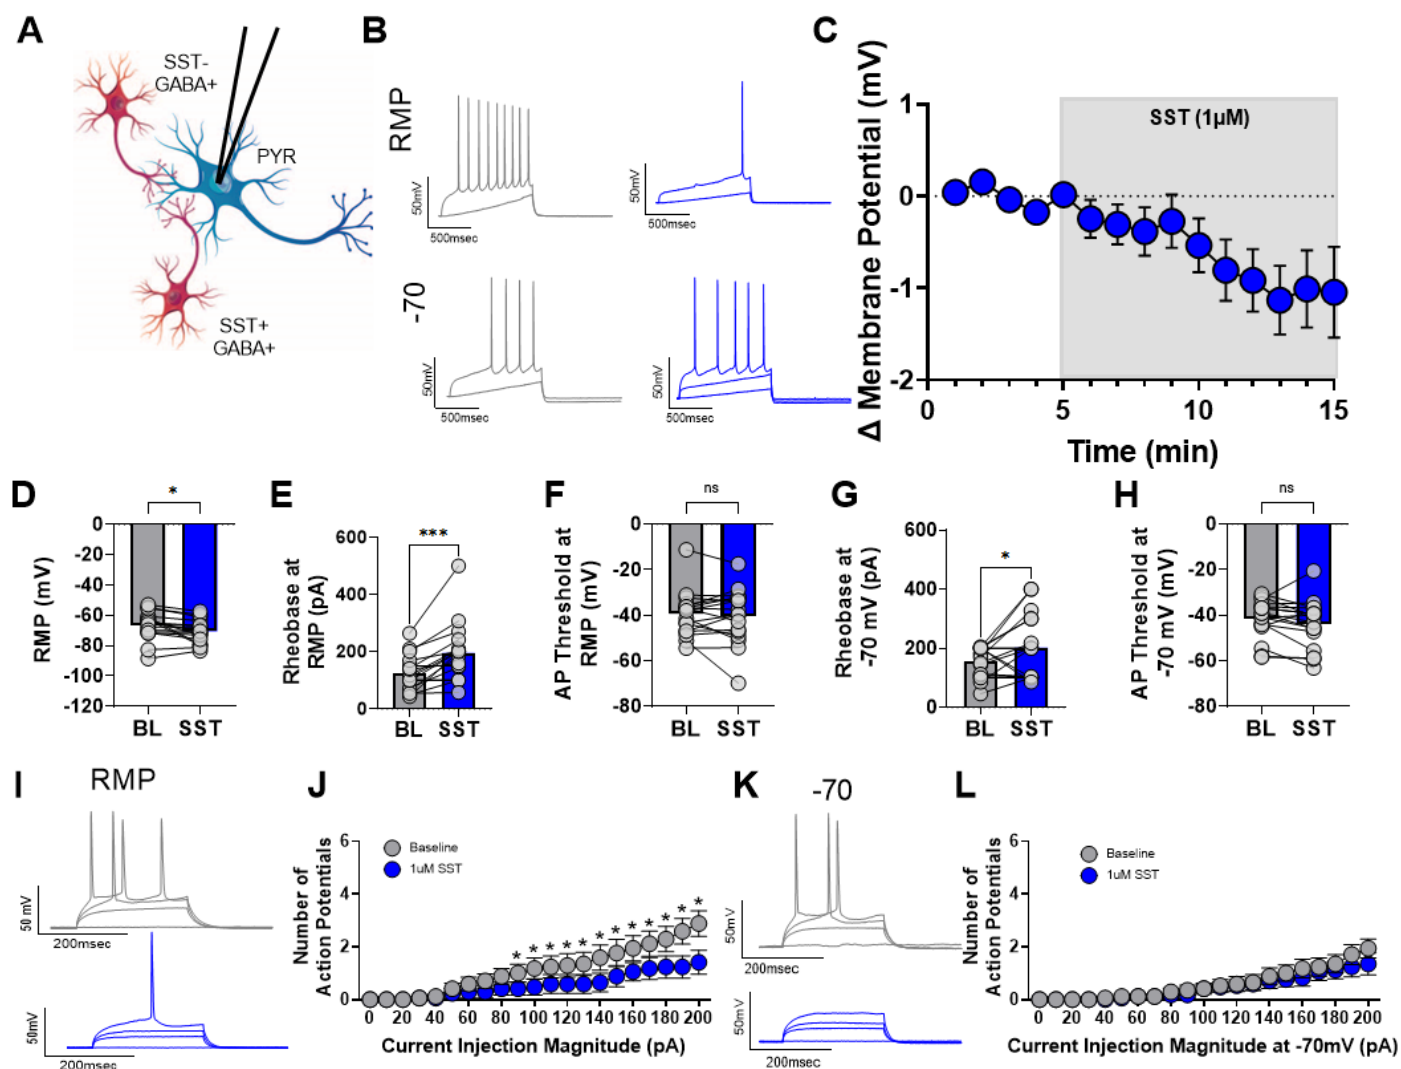 A
SST-
GABA+
PYR
SST+
GABA+
B
RMP
50mV
500msec
50mV
500msec
-70
50mV
500msec
50mV
500msec
C
Δ Membrane Potential (mV)
1
0
-1
-2
SST (1µM)
0
5
10
15
Time (min)
D
*
RMP (mV)
0
-20
-40
-60
-80
-100
-120
BL
SST
E
***
Rheobase at
RMP (pA)
600
400
200
0
BL
SST
F
ns
AP Threshold at
RMP (mV)
0
-20
-40
-60
-80
BL
SST
G
*
Rheobase at
-70 mV (pA)
600
400
200
0
BL
SST
H
ns
AP Threshold at
-70 mV (mV)
0
-20
-40
-60
-80
BL
SST
I
RMP
50 mV
200msec
50mV
200msec
J
Number of
Action Potentials
6
4
2
0
Baseline
1uM SST
* * * * * * * * * * * *
0 20 40 60 80 100 120 140 160 180 200
Current Injection Magnitude (pA)
K
-70
50mV
200msec
50mV
200msec
L
Number of
Action Potentials
6
4
2
0
Baseline
1uM SST
0 20 40 60 80 100 120 140 160 180 200
Current Injection Magnitude at -70mV (pA)